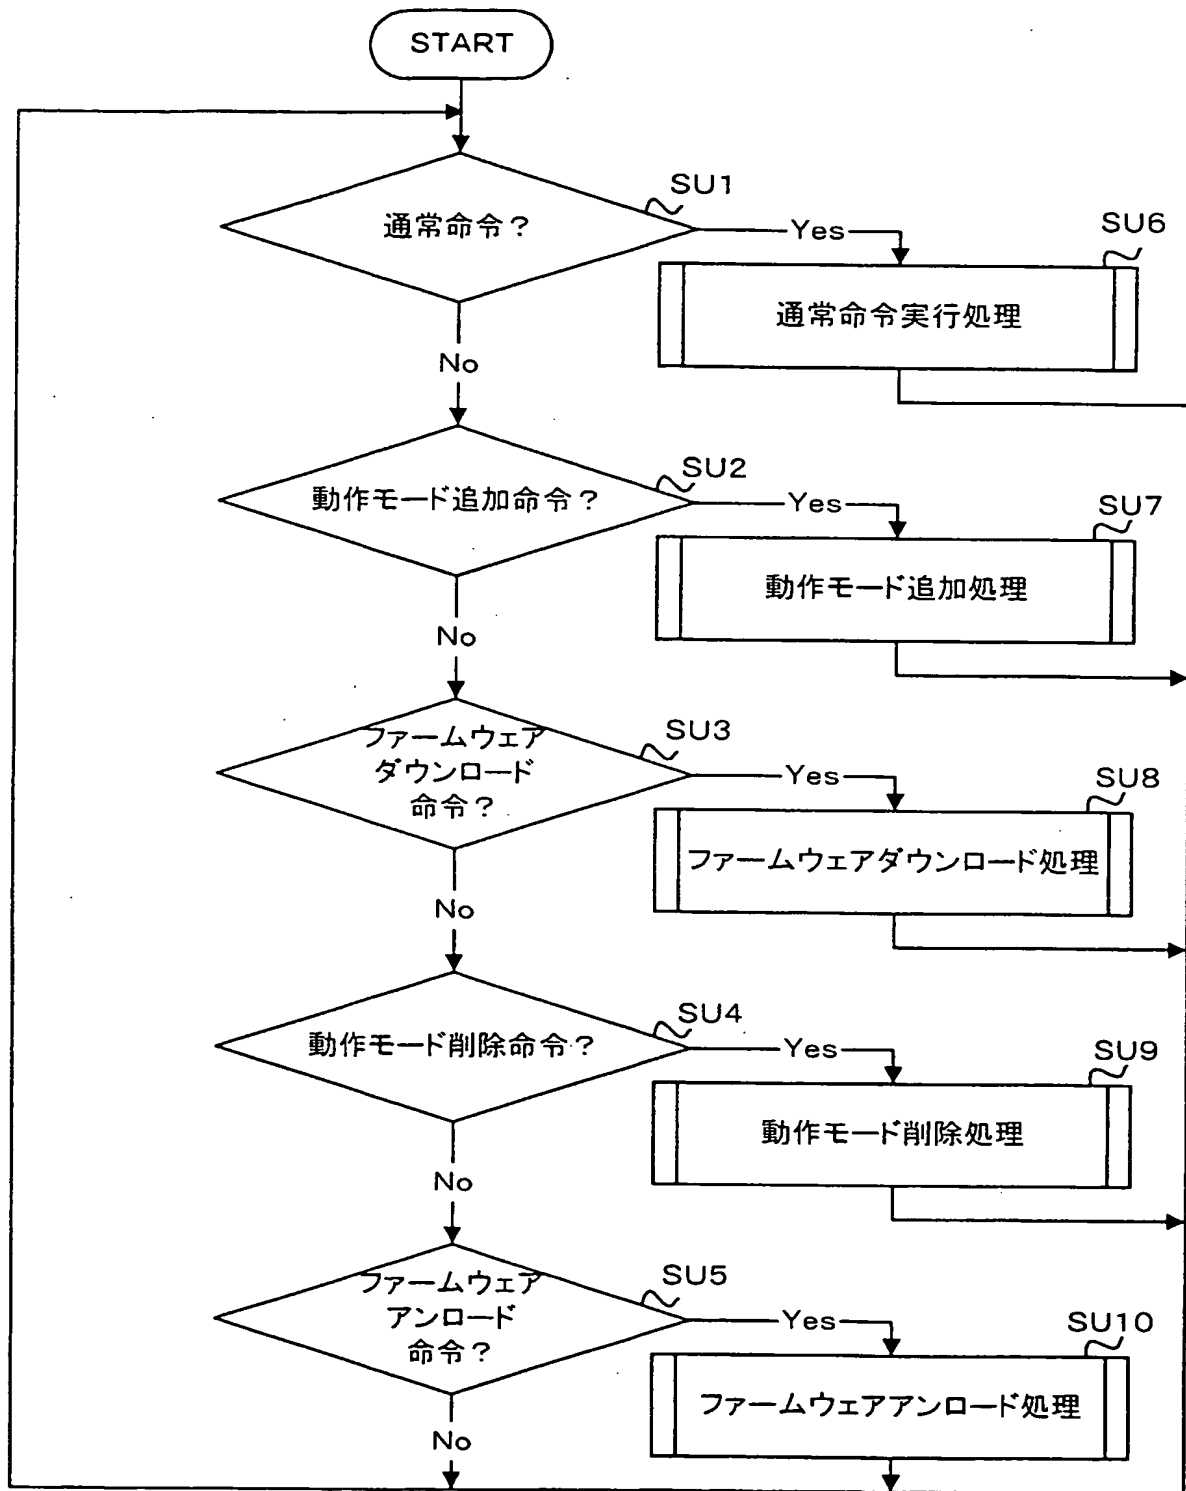 START
SU1
通常命令?
Yes
SU6
通常命令実行処理
No
SU2
動作モード追加命令?
Yes
SU7
動作モード追加処理
No
SU3
ファームウェア
ダウンロード
命令?
Yes
SU8
ファームウェアダウンロード処理
No
SU4
動作モード削除命令?
Yes
SU9
動作モード削除処理
No
SU5
ファームウェア
アンロード
命令?
Yes
SU10
ファームウェアアンロード処理
No